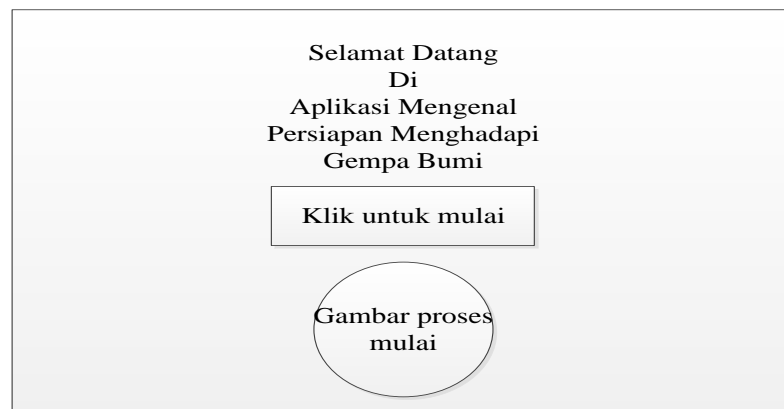 Selamat Datang
Di
Aplikasi Mengenal
Persiapan Menghadapi
Gempa Bumi
Klik untuk mulai
Gambar proses
mulai